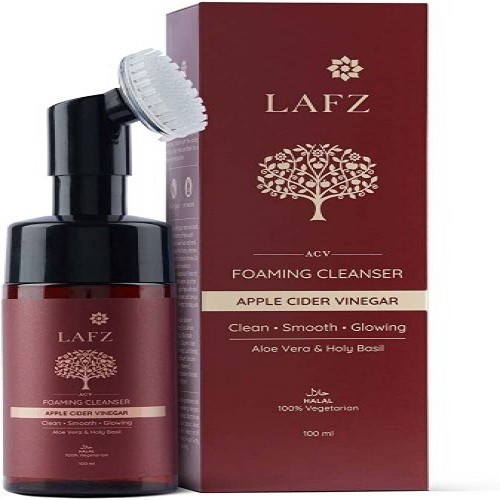 LAFZ
ACV
FOAMING CLEANSER
APPLE CIDER VINEGAR
Clean • Smooth • Glowing
Aloe Vera & Holy Basil
حلال
HALAL
100% Vegetarian
100 ml
LAFZ
ACV
FOAMING CLEANSER
APPLE CIDER VINEGAR
Clean • Smooth • Glowing
Aloe Vera & Holy Basil
حلال
HALAL
100% Vegetarian
100 ml